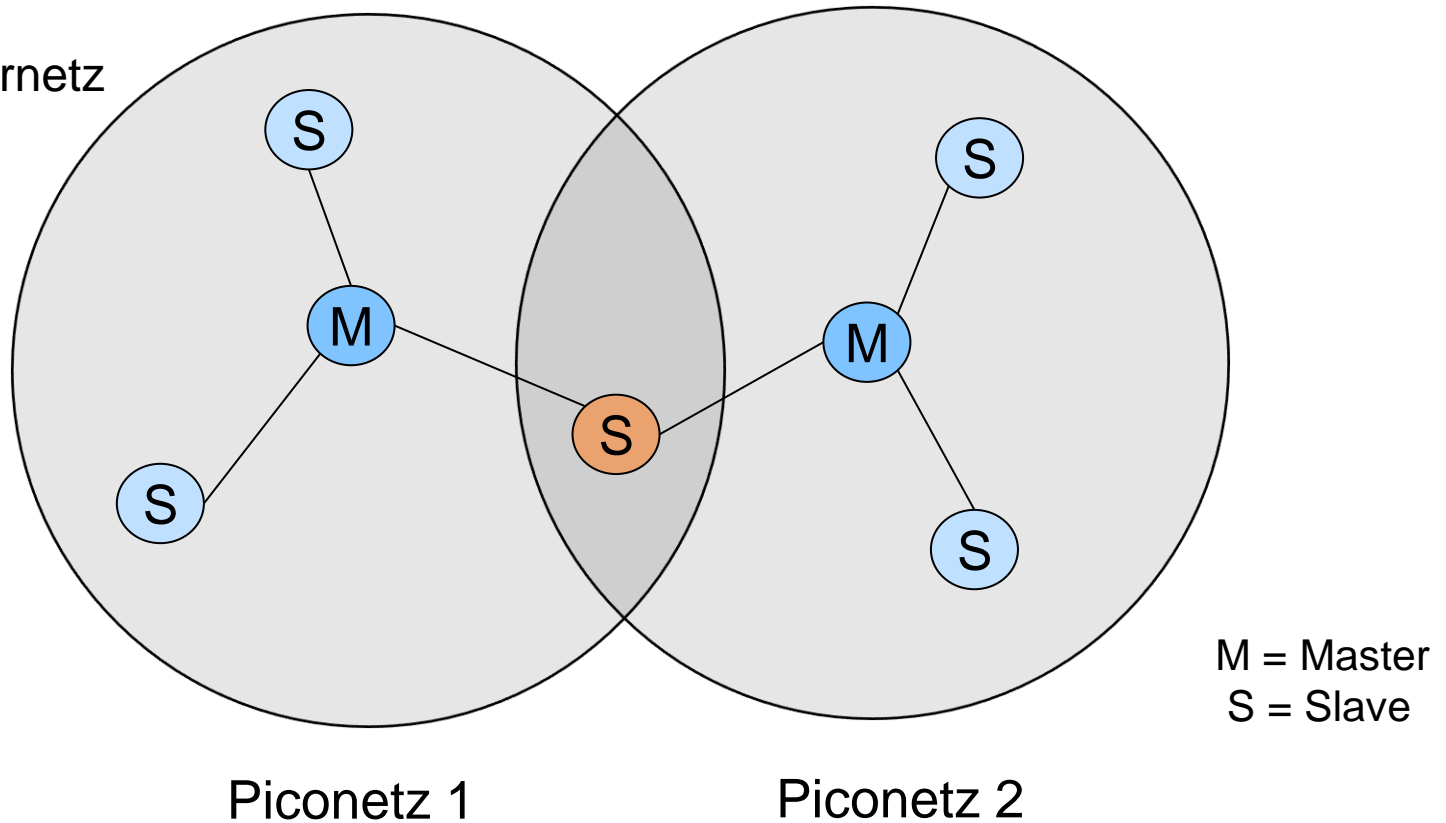 rnetz
S
S
M
M
S
S
S
M = Master
S = Slave
Piconetz 1
Piconetz 2